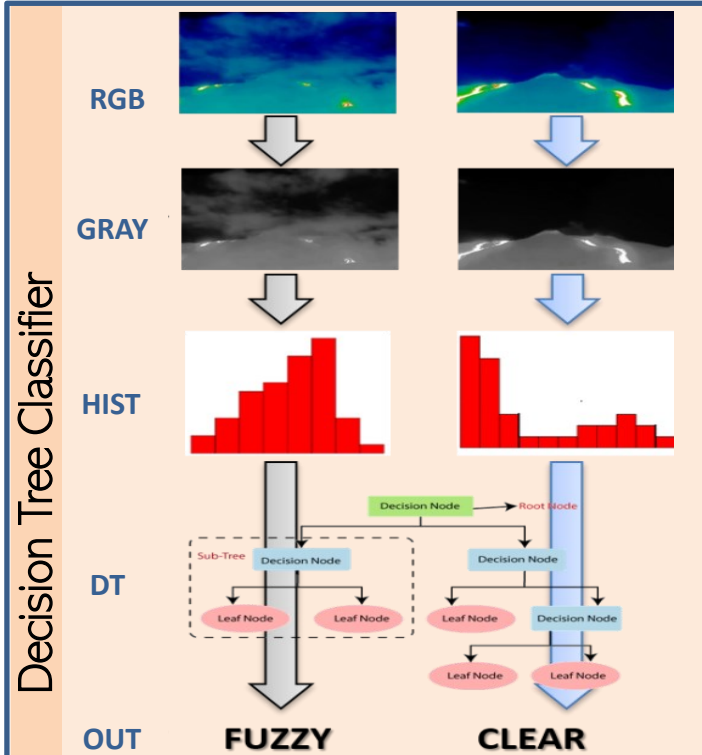 Decision Tree Classifier
RGB
GRAY
HIST
DT
Decision Node
Root Node
Sub-Tree
Decision Node
Decision Node
Leaf Node
Leaf Node
Leaf Node
Decision Node
Leaf Node
Leaf Node
OUT
FUZZY
CLEAR